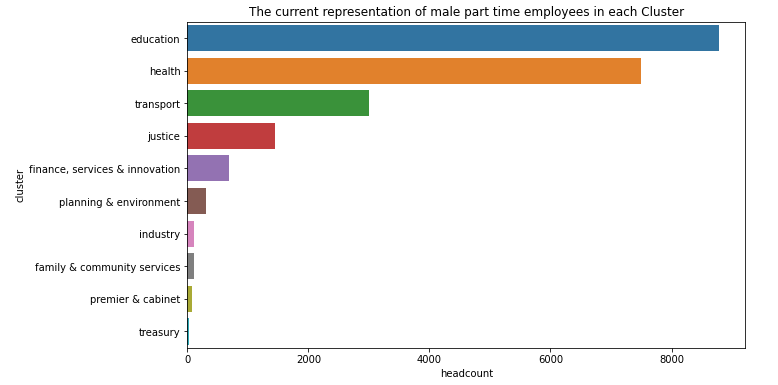 The current representation of male part time employees in each Cluster
education
health
transport
justice
finance, services & innovation
planning & environment
industry
family & community services
premier & cabinet
treasury
cluster
0 2000 4000 6000 8000
headcount